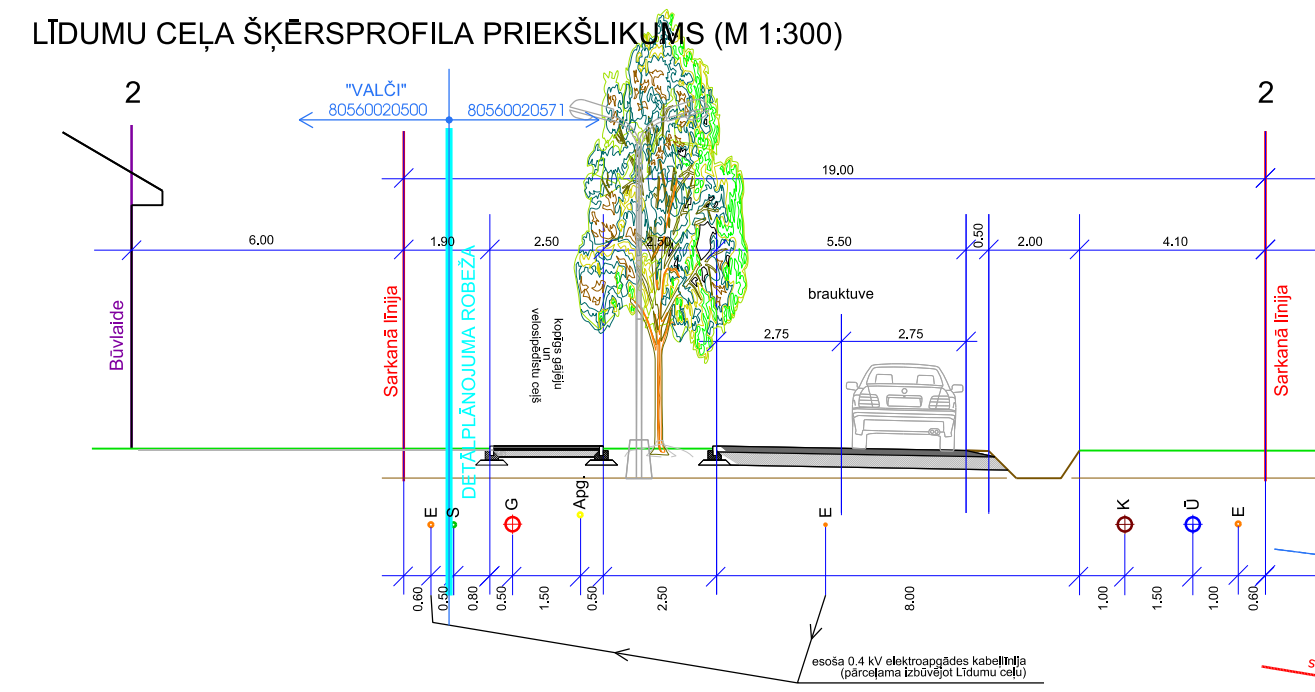 LĪDUMU CEĻA ŠĶĒRSPROFILA PRIEKŠLIKUMS (M 1:300)
2
"VALČI"
80560020500
80560020571
2
19.00
6.00
1.90
2.50
2.50
5.50
0.50
2.00
4.10
brauktuve
2.75
2.75
Būvlaide
Sarkanā līnija
DETĀLPLĀNOJUMA ROBEŽA
kopīgs gājēju
un
velosipēdistu ceļš
Sarkanā līnija
E
S
G
Apg.
E
K
Ū
E
0.60
0.50
0.80
0.50
1.50
0.50
2.50
8.00
1.00
1.50
1.00
0.60
esoša 0.4 kV elektroapgādes kabeļlīnija
(pārceļama izbūvējot Līdumu ceļu)